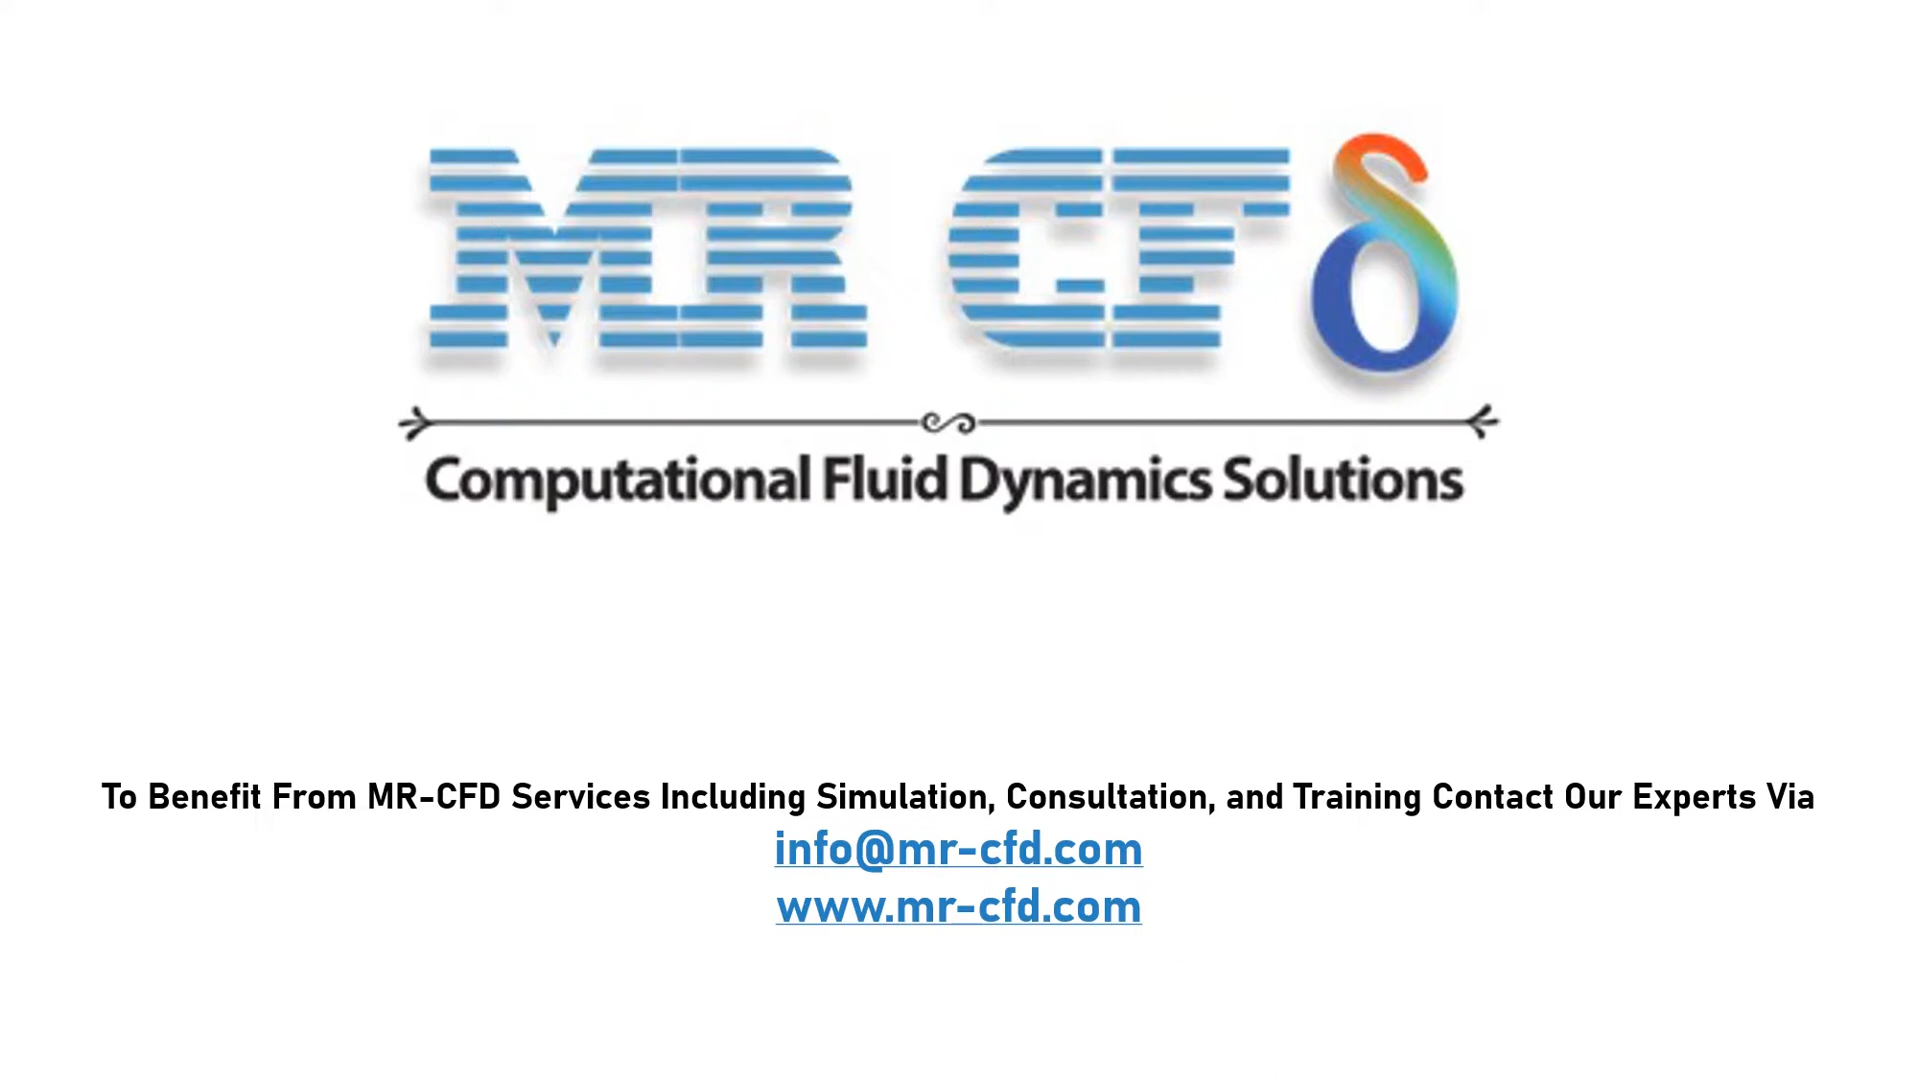 MR CFδ
Computational Fluid Dynamics Solutions
To Benefit From MR-CFD Services Including Simulation, Consultation, and Training Contact Our Experts Via
info@mr-cfd.com
www.mr-cfd.com